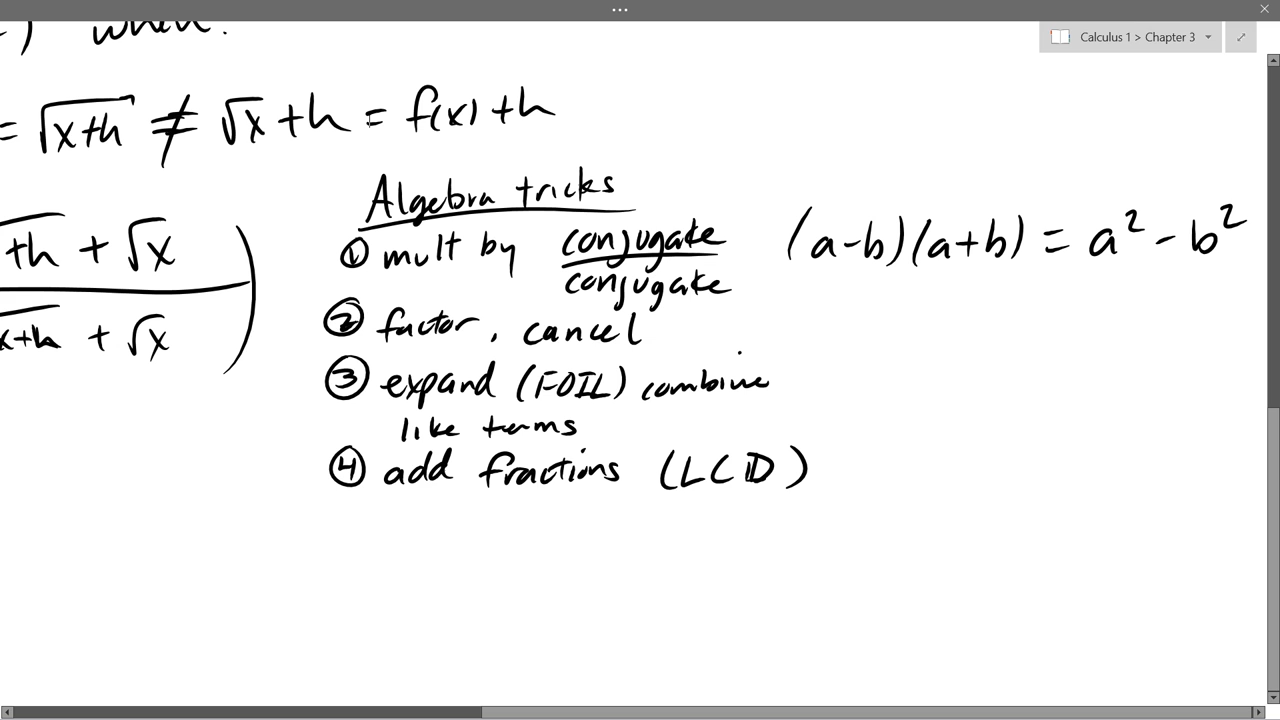 ) when.
Calculus 1 > Chapter 3
= √x+h ≠ √x + h = f(x) + h
Algebra tricks
+h + √x
x+h + √x
① mult by conjugate
conjugate
(a-b)(a+b) = a² - b²
② factor, cancel
③ expand (FOIL) combine
like terms
④ add fractions (LCD)